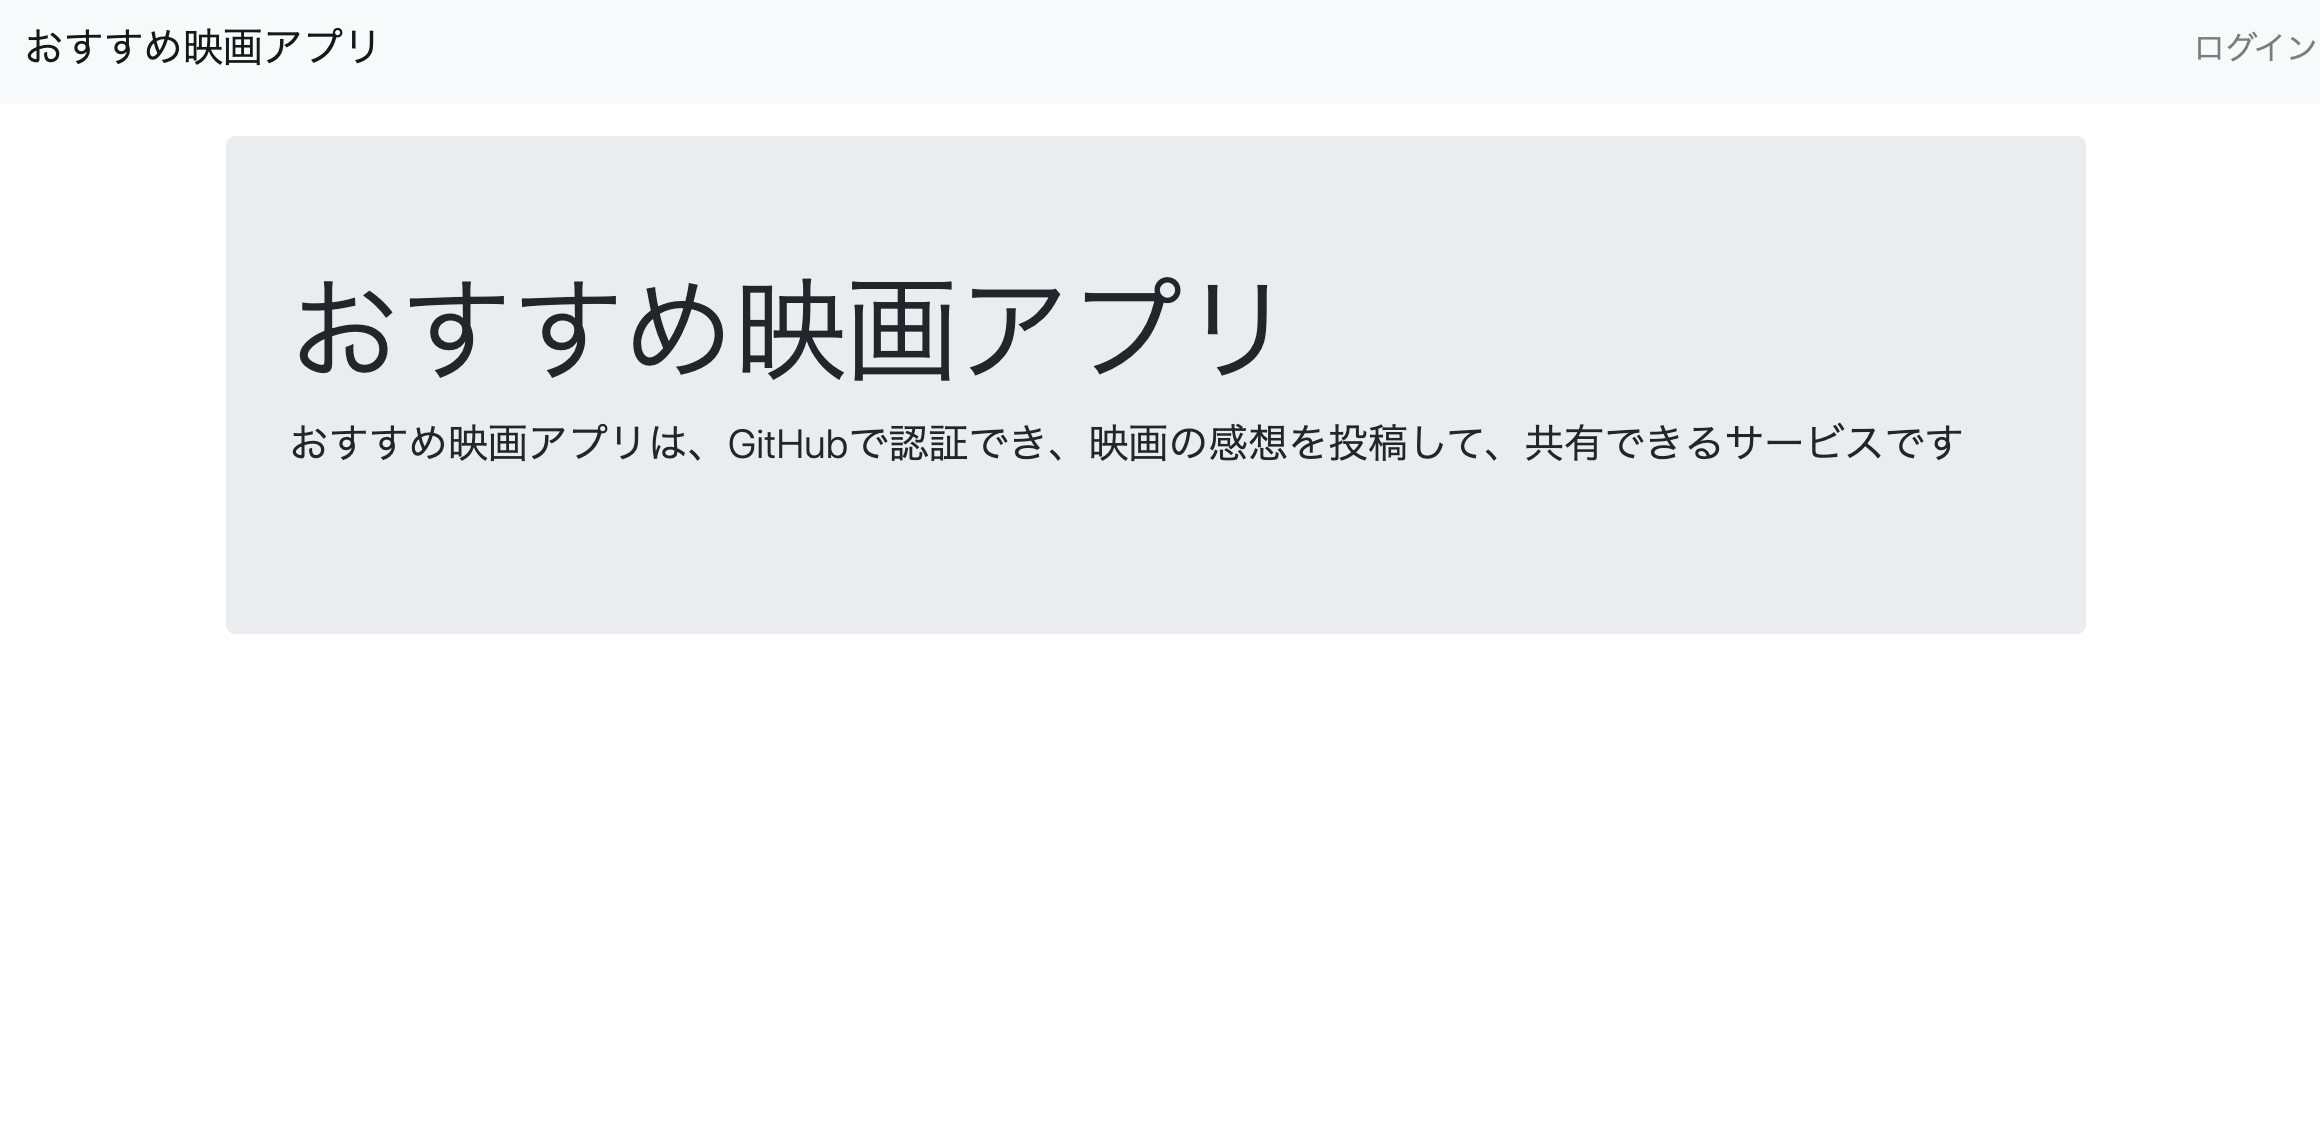 おすすめ映画アプリ
ログイン
おすすめ映画アプリ
おすすめ映画アプリは、GitHubで認証でき、映画の感想を投稿して、共有できるサービスです